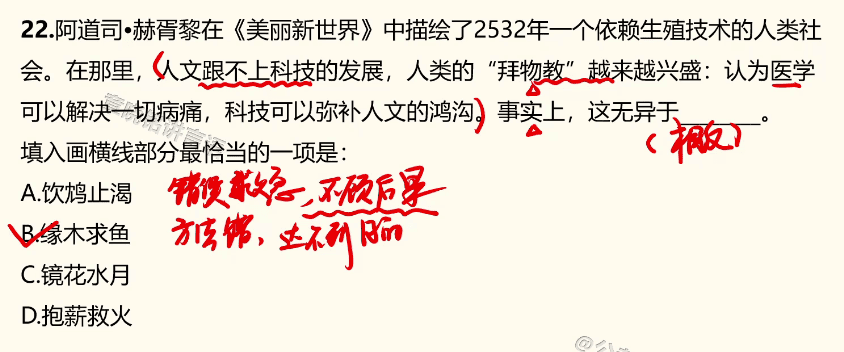 22.阿道司•赫胥黎在《美丽新世界》中描绘了2532年一个依赖生殖技术的人类社
会。在那里，人文跟不上科技的发展，人类的“拜物教”越来越兴盛：认为医学
可以解决一切病痛，科技可以弥补人文的鸿沟。事实上，这无异于________。
(相反)
填入画横线部分最恰当的一项是：
A.饮鸩止渴 错误救急，不顾后果
B.缘木求鱼 方法错、达不到目的
C.镜花水月
D.抱薪救火